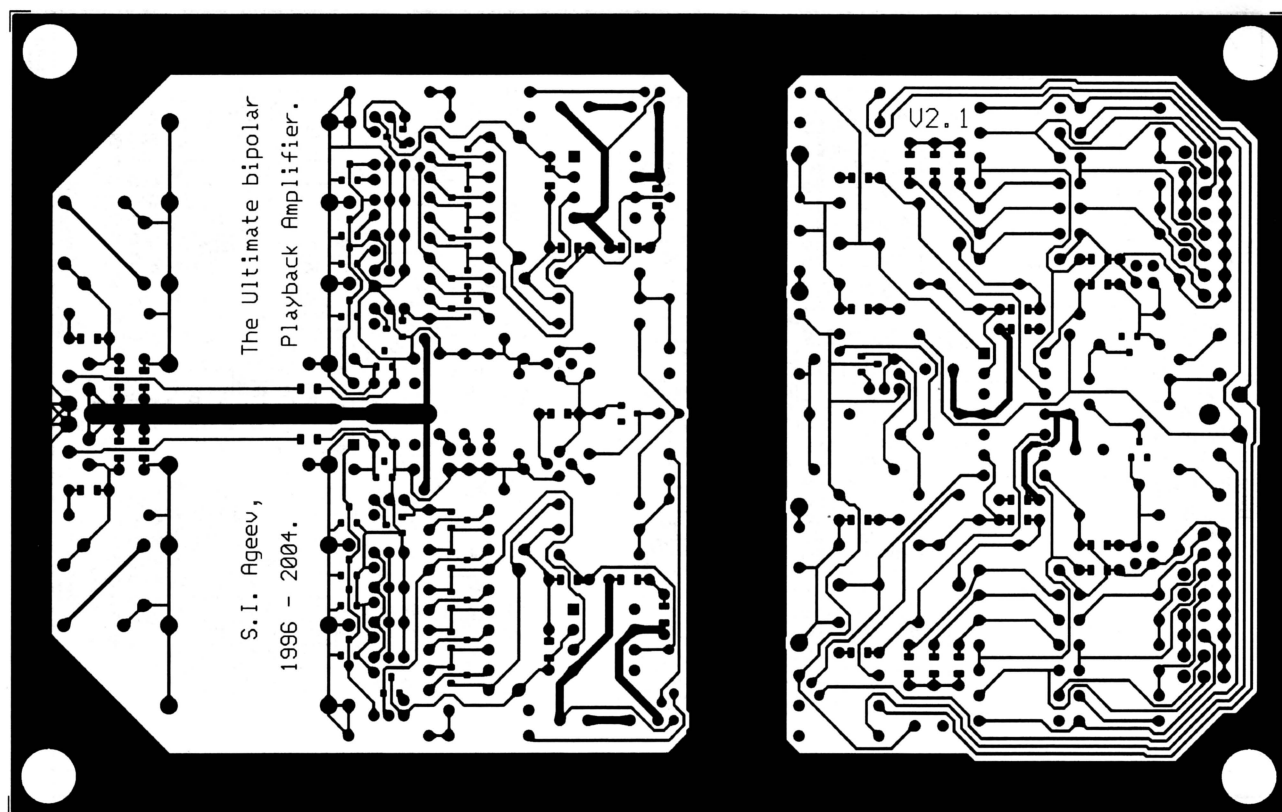 The Ultimate bipolar
Playback Amplifier.
S.I. Ageev,
1996 - 2004.
V2.1